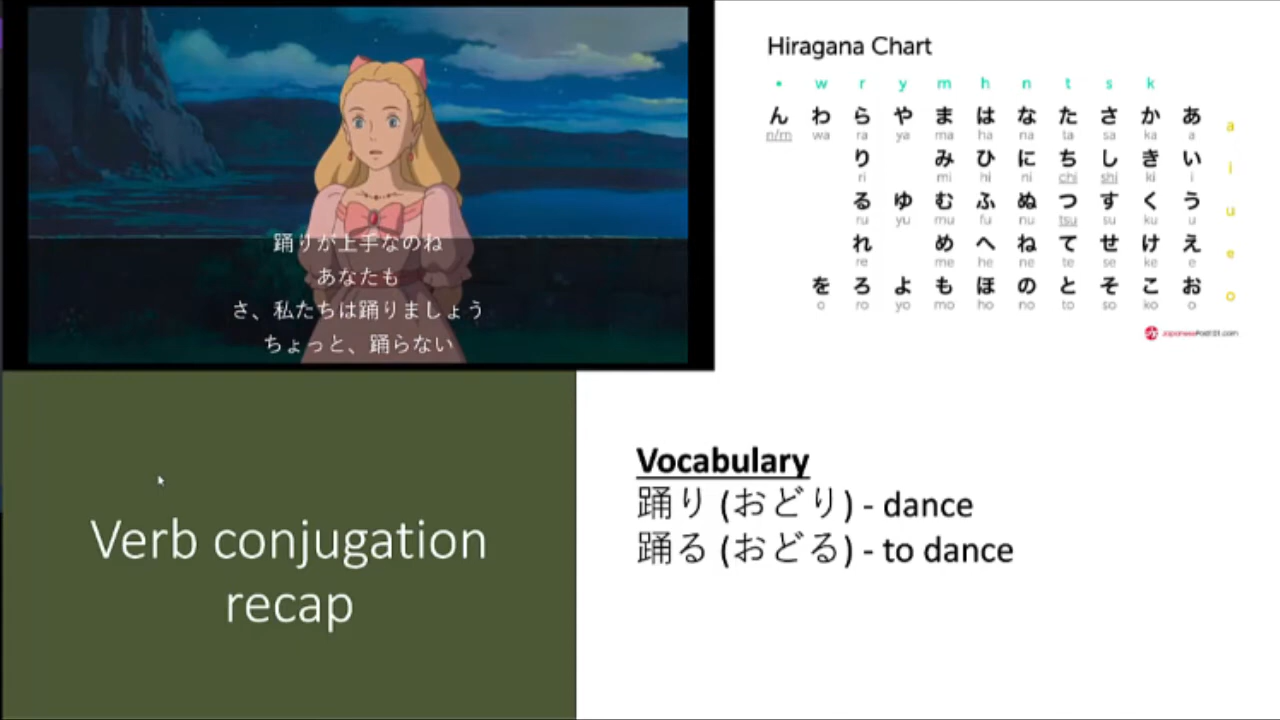 踊りが上手なのね
あなたも
さ、私たちは踊りましょう
ちょっと、踊らない
Hiragana Chart
• w r y m h n t s k
ん わ ら や ま は な た さ か あ
n/m wa ra ya ma ha na ta sa ka a
a
り み ひ に ち し き い
ri mi hi ni chi shi ki i
i
る ゆ む ふ ぬ つ す く う
ru yu mu fu nu tsu su ku u
u
れ め へ ね て せ け え
re me he ne te se ke e
e
を ろ よ も ほ の と そ こ お
o ro yo mo ho no to so ko o
o
JapanesePod101.com
Verb conjugation
recap
Vocabulary
踊り (おどり) - dance
踊る (おどる) - to dance